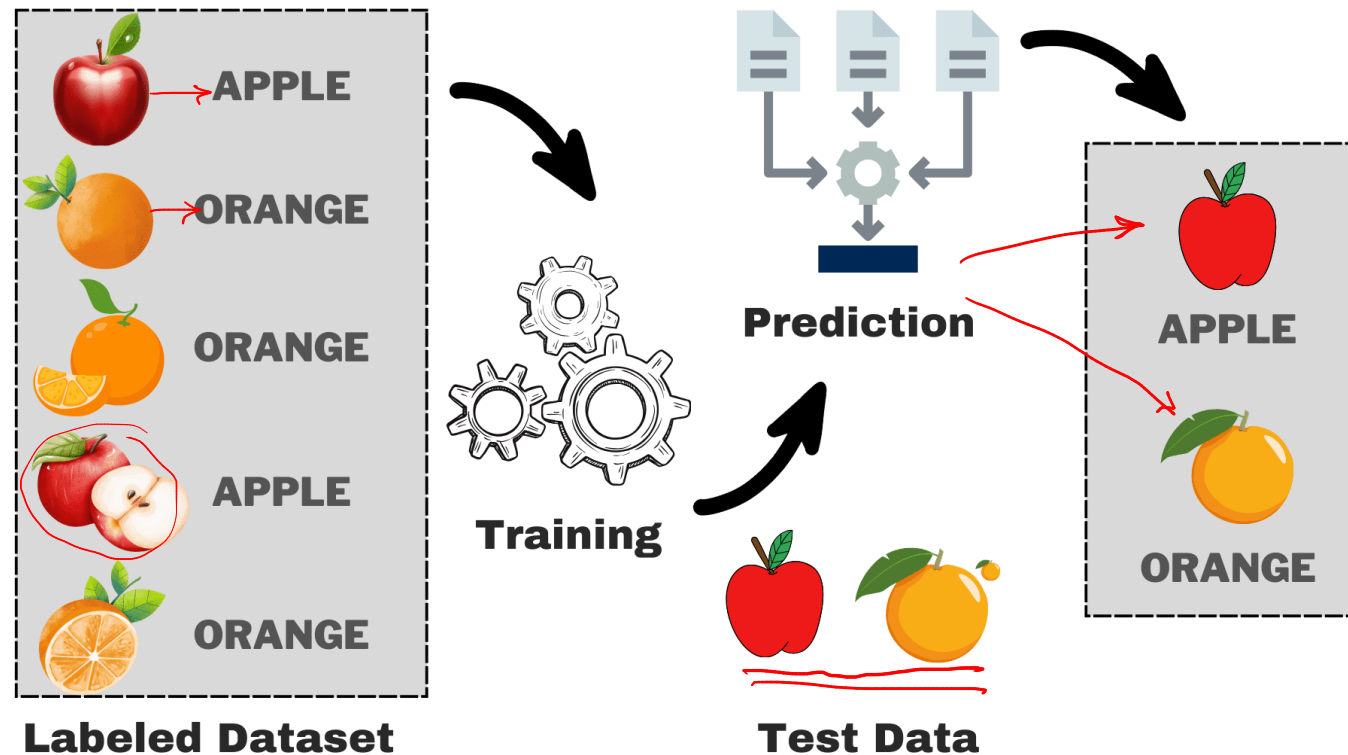 APPLE
ORANGE
ORANGE
APPLE
ORANGE
Labeled Dataset
Training
Prediction
Test Data
APPLE
ORANGE